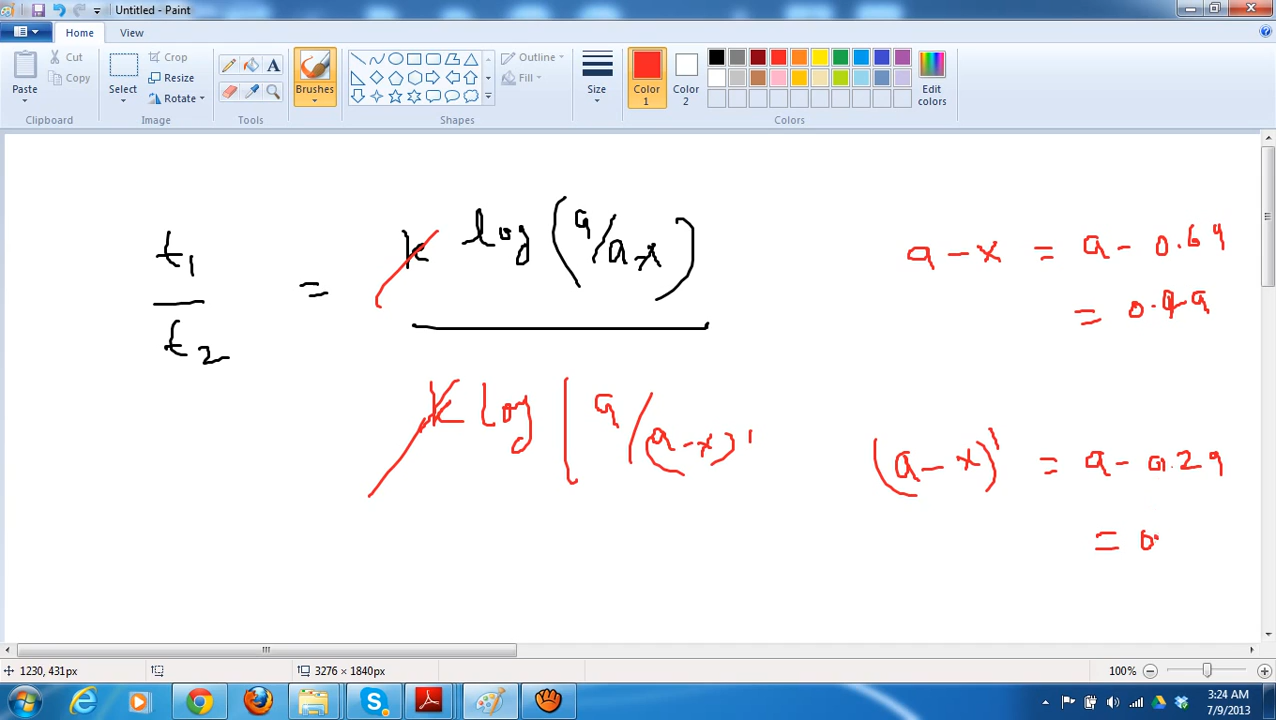 Untitled - Paint
Home View
Paste
Cut
Copy
Select
Crop
Resize
Rotate
Brushes
Outline
Fill
Size
Color 1
Color 2
Edit colors
Clipboard
Image
Tools
Shapes
Colors
t1 / t2 = k log (a/a-x)
k log | a/(a-x)'
a - x = a - 0.6a
= 0.4a
(a - x)' = a - 0.2a
= 0.
1230, 431px
3276 × 1840px
100%
3:24 AM
7/9/2013